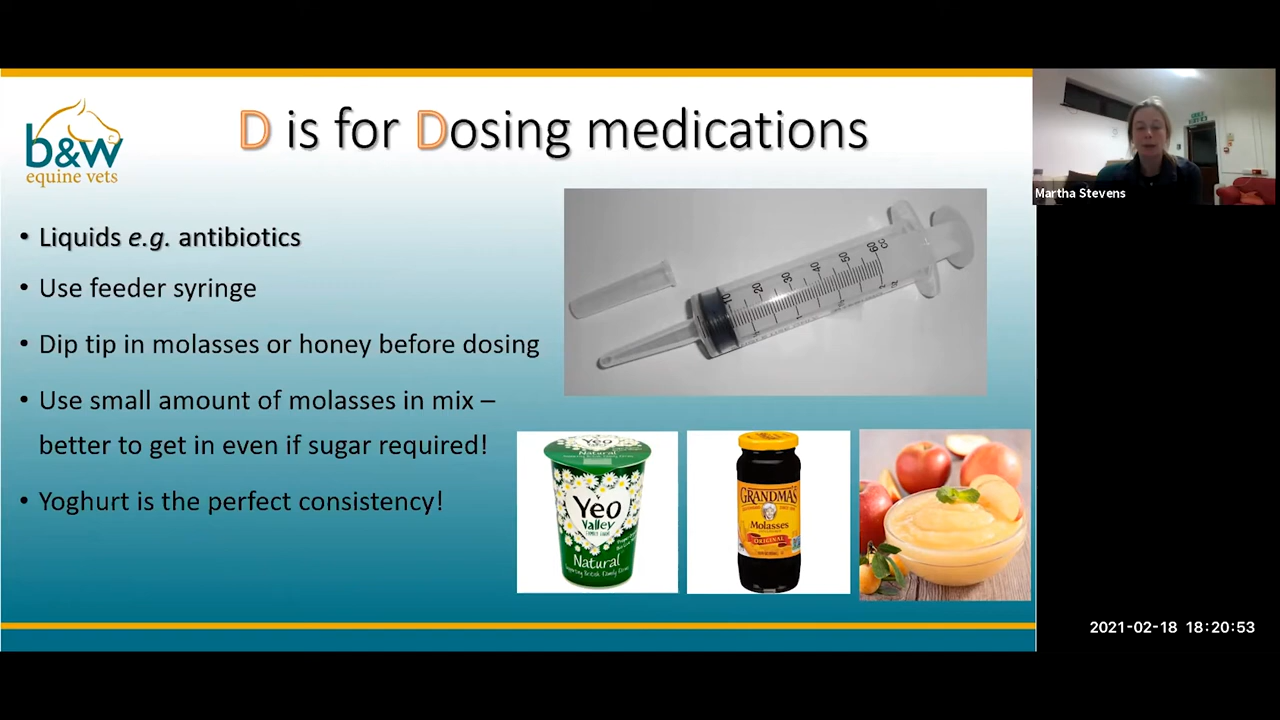 D is for Dosing medications
b&w
equine vets
Martha Stevens
• Liquids e.g. antibiotics
• Use feeder syringe
• Dip tip in molasses or honey before dosing
• Use small amount of molasses in mix –
better to get in even if sugar required!
• Yoghurt is the perfect consistency!
10 20 30 40 50 60 CC
Yeo
Natural
Yeo
Valley
Natural
GRANDMA'S
Molasses
ORIGINAL
2021-02-18 18:20:53